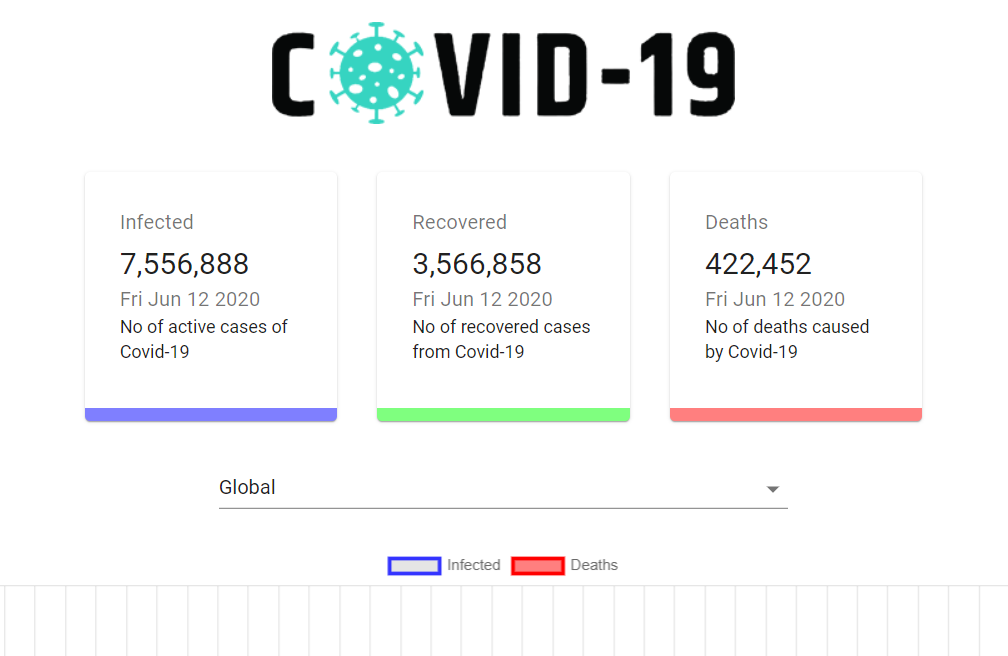 COVID-19
Infected
7,556,888
Fri Jun 12 2020
No of active cases of
Covid-19
Recovered
3,566,858
Fri Jun 12 2020
No of recovered cases
from Covid-19
Deaths
422,452
Fri Jun 12 2020
No of deaths caused
by Covid-19
Global
Infected
Deaths